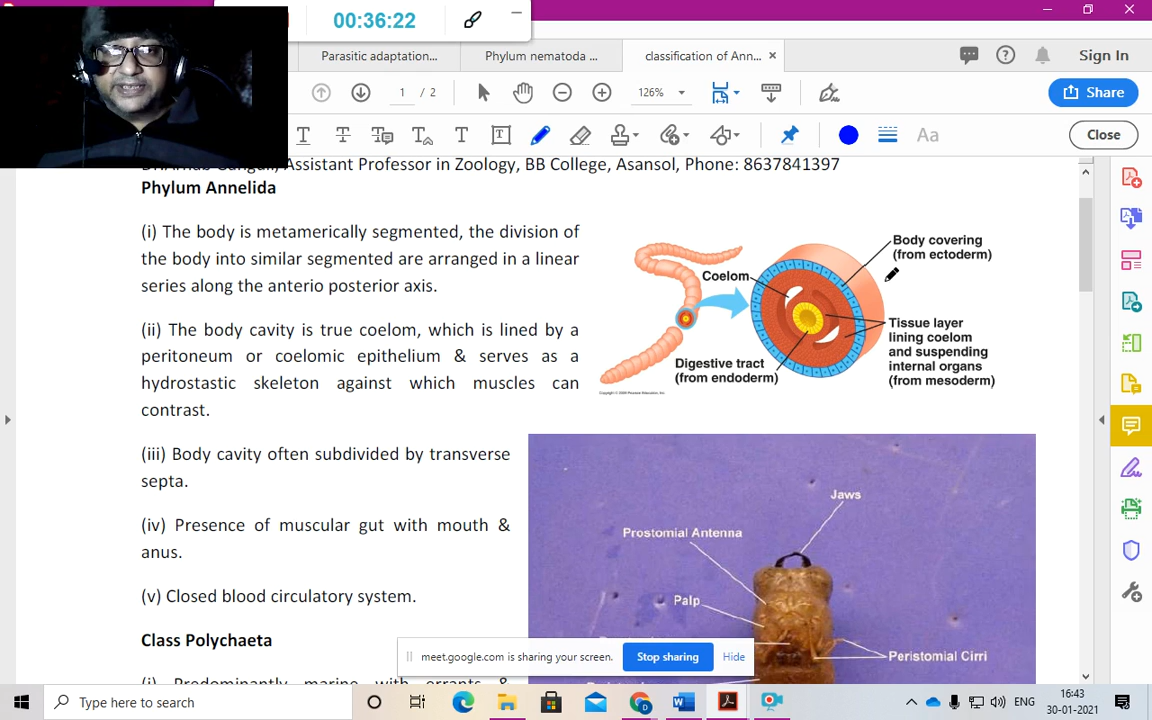 00:36:22
Parasitic adaptation...
Phylum nematoda ...
classification of Ann...
Sign In
1 / 2
126%
Share
Aa
Close
Assistant Professor in Zoology, BB College, Asansol, Phone: 8637841397
Phylum Annelida
(i) The body is metamerically segmented, the division of
the body into similar segmented are arranged in a linear
series along the anterio posterior axis.
(ii) The body cavity is true coelom, which is lined by a
peritoneum or coelomic epithelium & serves as a
hydrostastic skeleton against which muscles can
contrast.
(iii) Body cavity often subdivided by transverse
septa.
(iv) Presence of muscular gut with mouth &
anus.
(v) Closed blood circulatory system.
Class Polychaeta
(i) Predominantly marine with errants &
Coelom
Body covering
(from ectoderm)
Tissue layer
lining coelom
and suspending
internal organs
(from mesoderm)
Digestive tract
(from endoderm)
Jaws
Prostomial Antenna
Palp
Peristomial Cirri
meet.google.com is sharing your screen.
Stop sharing
Hide
Type here to search
ENG
16:43
30-01-2021